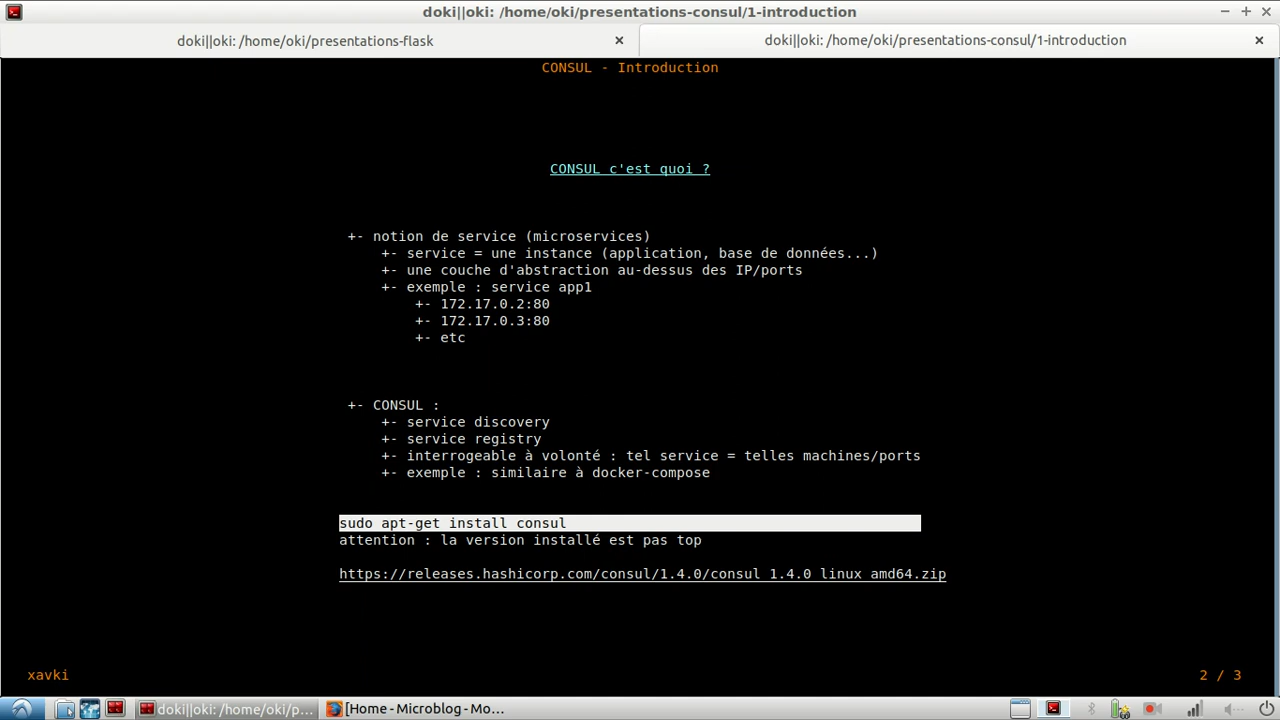 doki||oki: /home/oki/presentations-consul/1-introduction
doki||oki: /home/oki/presentations-flask
doki||oki: /home/oki/presentations-consul/1-introduction
CONSUL - Introduction
CONSUL c'est quoi ?
+- notion de service (microservices)
+- service = une instance (application, base de données...)
+- une couche d'abstraction au-dessus des IP/ports
+- exemple : service app1
+- 172.17.0.2:80
+- 172.17.0.3:80
+- etc
+- CONSUL :
+- service discovery
+- service registry
+- interrogeable à volonté : tel service = telles machines/ports
+- exemple : similaire à docker-compose
sudo apt-get install consul
attention : la version installé est pas top
https://releases.hashicorp.com/consul/1.4.0/consul_1.4.0_linux_amd64.zip
xavki
2 / 3
doki||oki: /home/oki/p...
[Home - Microblog - Mo...